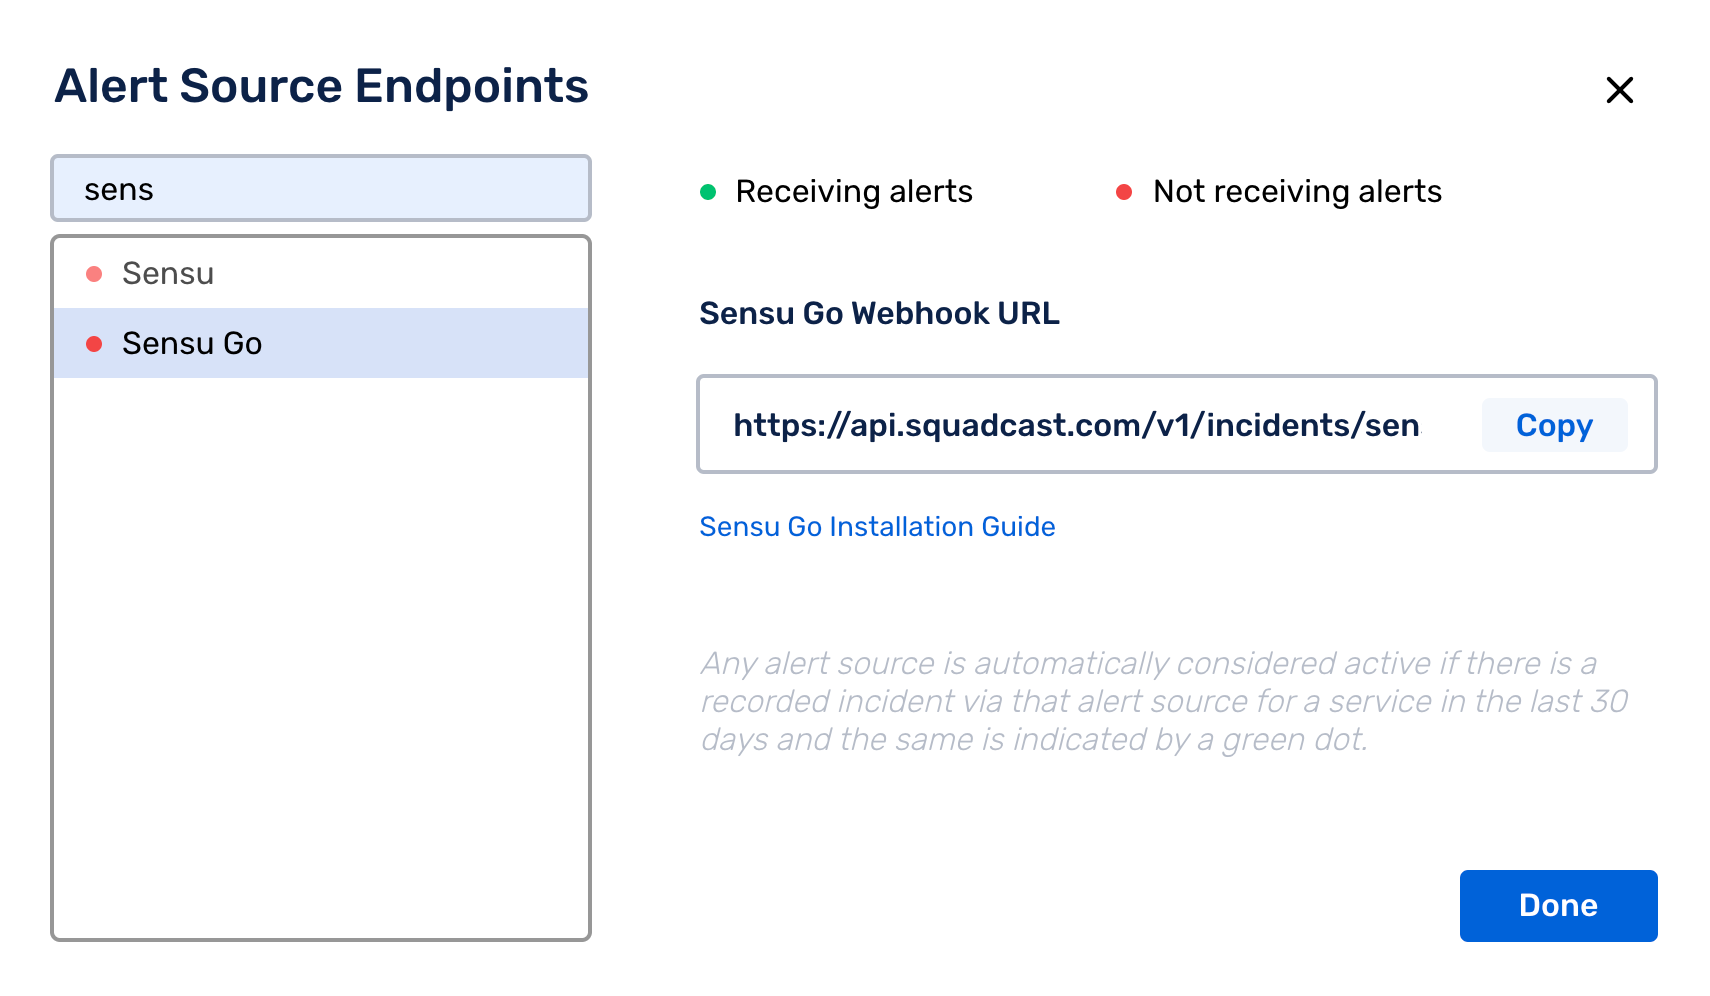 Alert Source Endpoints
sens
Sensu
Sensu Go
Receiving alerts
Not receiving alerts
Sensu Go Webhook URL
https://api.squadcast.com/v1/incidents/sen
Copy
Sensu Go Installation Guide
Any alert source is automatically considered active if there is a
recorded incident via that alert source for a service in the last 30
days and the same is indicated by a green dot.
Done